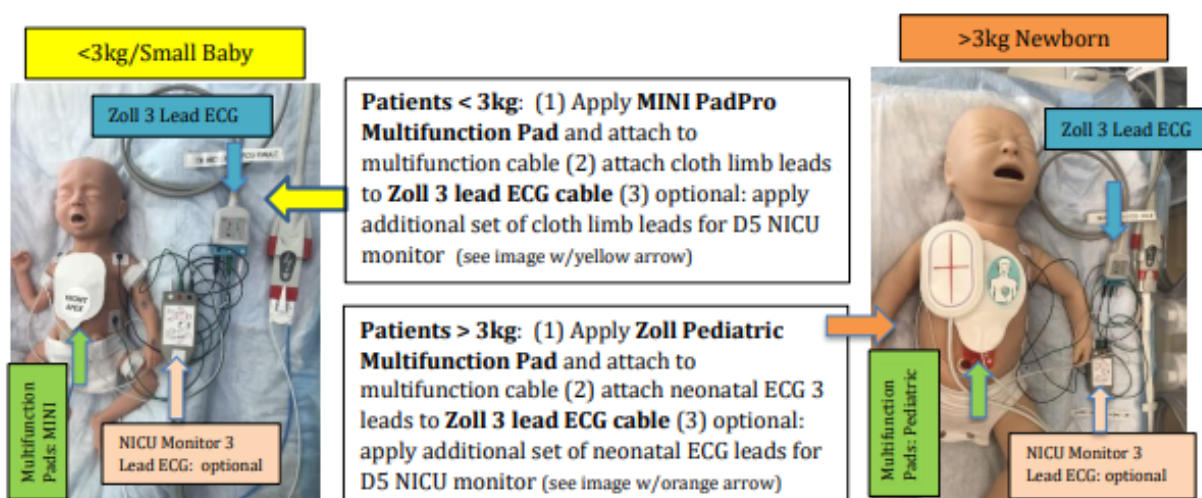 <3kg/Small Baby
>3kg Newborn
Zoll 3 Lead ECG
Zoll 3 Lead ECG
Patients < 3kg: (1) Apply MINI PadPro
Multifunction Pad and attach to
multifunction cable (2) attach cloth limb leads
to Zoll 3 lead ECG cable (3) optional: apply
additional set of cloth limb leads for D5 NICU
monitor (see image w/yellow arrow)
Patients > 3kg: (1) Apply Zoll Pediatric
Multifunction Pad and attach to
multifunction cable (2) attach neonatal ECG 3
leads to Zoll 3 lead ECG cable (3) optional:
apply additional set of neonatal ECG leads for
D5 NICU monitor (see image w/orange arrow)
FRONT
APEX
Multifunction
Pads: MINI
NICU Monitor 3
Lead ECG: optional
Multifunction
Pads: Pediatric
NICU Monitor 3
Lead ECG: optional